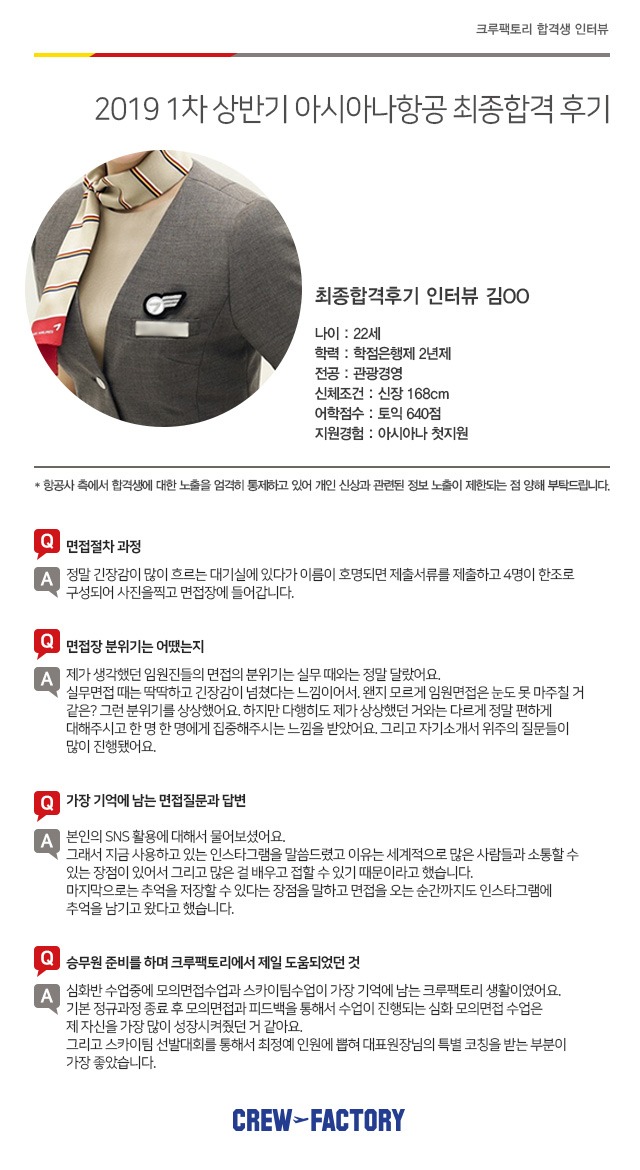 크루팩토리 합격생 인터뷰
2019 1차 상반기 아시아나항공 최종합격 후기
최종합격후기 인터뷰 김OO
나이 : 22세
학력 : 학점은행제 2년제
전공 : 관광경영
신체조건 : 신장 168cm
어학점수 : 토익 640점
지원경험 : 아시아나 첫지원
* 항공사 측에서 합격생에 대한 노출을 엄격히 통제하고 있어 개인 신상과 관련된 정보 노출이 제한되는 점 양해 부탁드립니다.
Q 면접절차 과정
A 정말 긴장감이 많이 흐르는 대기실에 있다가 이름이 호명되면 제출서류를 제출하고 4명이 한조로
구성되어 사진을찍고 면접장에 들어갑니다.
Q 면접장 분위기는 어땠는지
A 제가 생각했던 임원진들의 면접의 분위기는 실무 때와는 정말 달랐어요.
실무면접 때는 딱딱하고 긴장감이 넘쳤다는 느낌이어서. 왠지 모르게 임원면접은 눈도 못 마주칠 거
같은? 그런 분위기를 상상했어요. 하지만 다행히도 제가 상상했던 거와는 다르게 정말 편하게
대해주시고 한 명 한 명에게 집중해주시는 느낌을 받았어요. 그리고 자기소개서 위주의 질문들이
많이 진행됐어요.
Q 가장 기억에 남는 면접질문과 답변
A 본인의 SNS 활용에 대해서 물어보셨어요.
그래서 지금 사용하고 있는 인스타그램을 말씀드렸고 이유는 세계적으로 많은 사람들과 소통할 수
있는 장점이 있어서 그리고 많은 걸 배우고 접할 수 있기 때문이라고 했습니다.
마지막으로는 추억을 저장할 수 있다는 장점을 말하고 면접을 오는 순간까지도 인스타그램에
추억을 남기고 왔다고 했습니다.
Q 승무원 준비를 하며 크루팩토리에서 제일 도움되었던 것
A 심화반 수업중에 모의면접수업과 스카이팀수업이 가장 기억에 남는 크루팩토리 생활이였어요.
기본 정규과정 종료 후 모의면접과 피드백을 통해서 수업이 진행되는 심화 모의면접 수업은
제 자신을 가장 많이 성장시켜줬던 거 같아요.
그리고 스카이팀 선발대회를 통해서 최정예 인원에 뽑혀 대표원장님의 특별 코칭을 받는 부분이
가장 좋았습니다.
CREW FACTORY